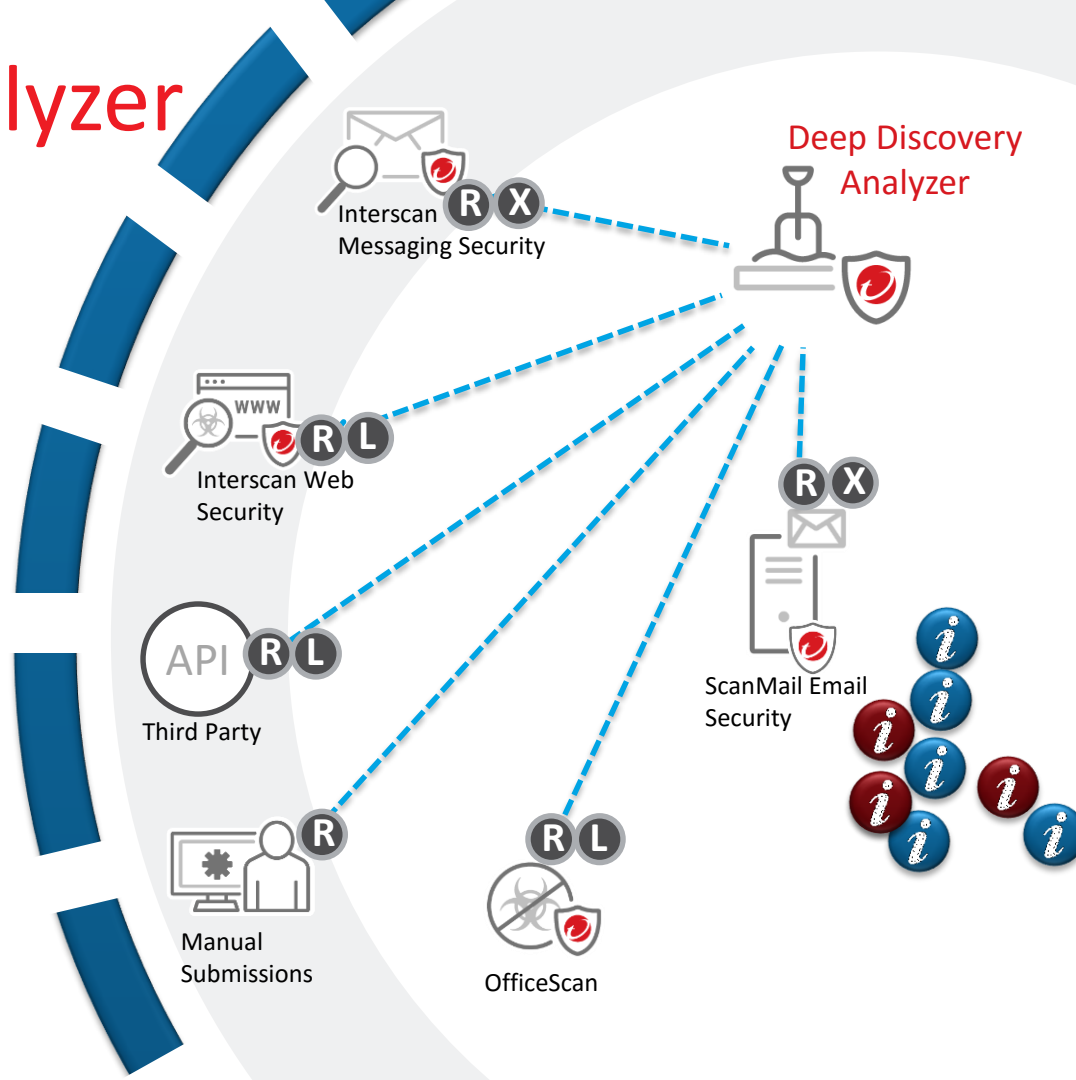 lyzer
Deep Discovery
Analyzer
R X
Interscan
Messaging Security
WWW
R L
Interscan Web
Security
R X
ScanMail Email
Security
API
R L
Third Party
R
Manual
Submissions
R L
OfficeScan
i
i
i
i
i
i
i
i